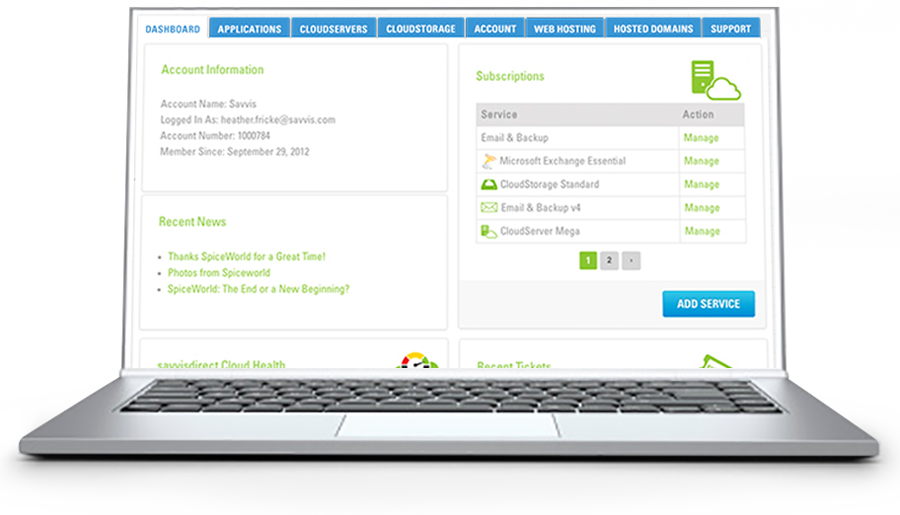 DASHBOARD APPLICATIONS CLOUDSERVERS CLOUDSTORAGE ACCOUNT WEB HOSTING HOSTED DOMAINS SUPPORT
Account Information
Account Name: Savvis
Logged In As: heather.fricke@savvis.com
Account Number: 1000784
Member Since: September 29, 2012
Recent News
Thanks SpiceWorld for a Great Time!
Photos from Spiceworld
SpiceWorld: The End or a New Beginning?
savvisdirect Cloud Health
Subscriptions
Service Action
Email & Backup Manage
Microsoft Exchange Essential Manage
CloudStorage Standard Manage
Email & Backup v4 Manage
CloudServer Mega Manage
1 2 ›
ADD SERVICE
Recent Tickets